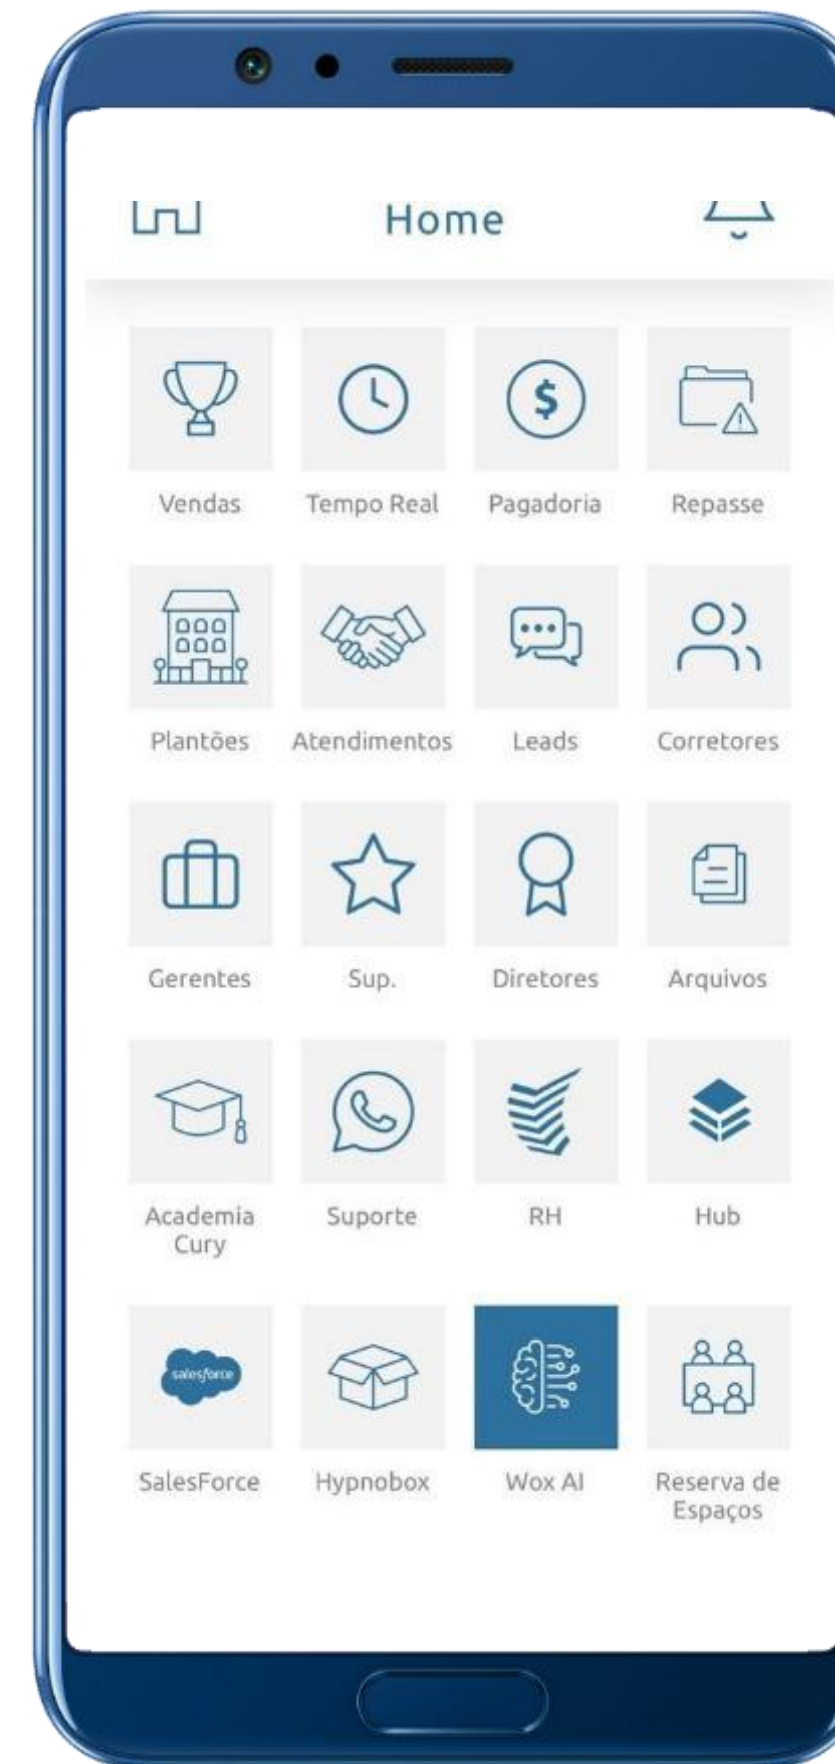 Home
Vendas
Tempo Real
Pagadoria
Repasse
Plantões
Atendimentos
Leads
Corretores
Gerentes
Sup.
Diretores
Arquivos
Academia
Cury
Suporte
RH
Hub
salesforce
SalesForce
Hypnobox
Wox AI
Reserva de
Espaços